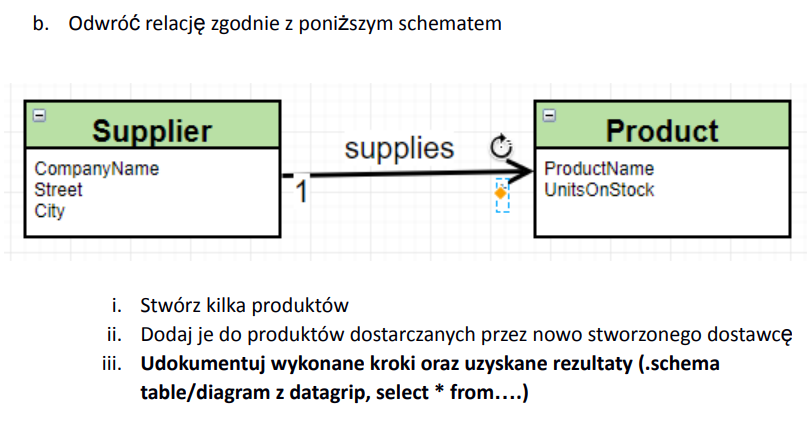 b. Odwróć relację zgodnie z poniższym schematem
Supplier
CompanyName
Street
City
supplies
1
Product
ProductName
UnitsOnStock
i. Stwórz kilka produktów
ii. Dodaj je do produktów dostarczanych przez nowo stworzonego dostawcę
iii. Udokumentuj wykonane kroki oraz uzyskane rezultaty (.schema
table/diagram z datagrip, select * from….)